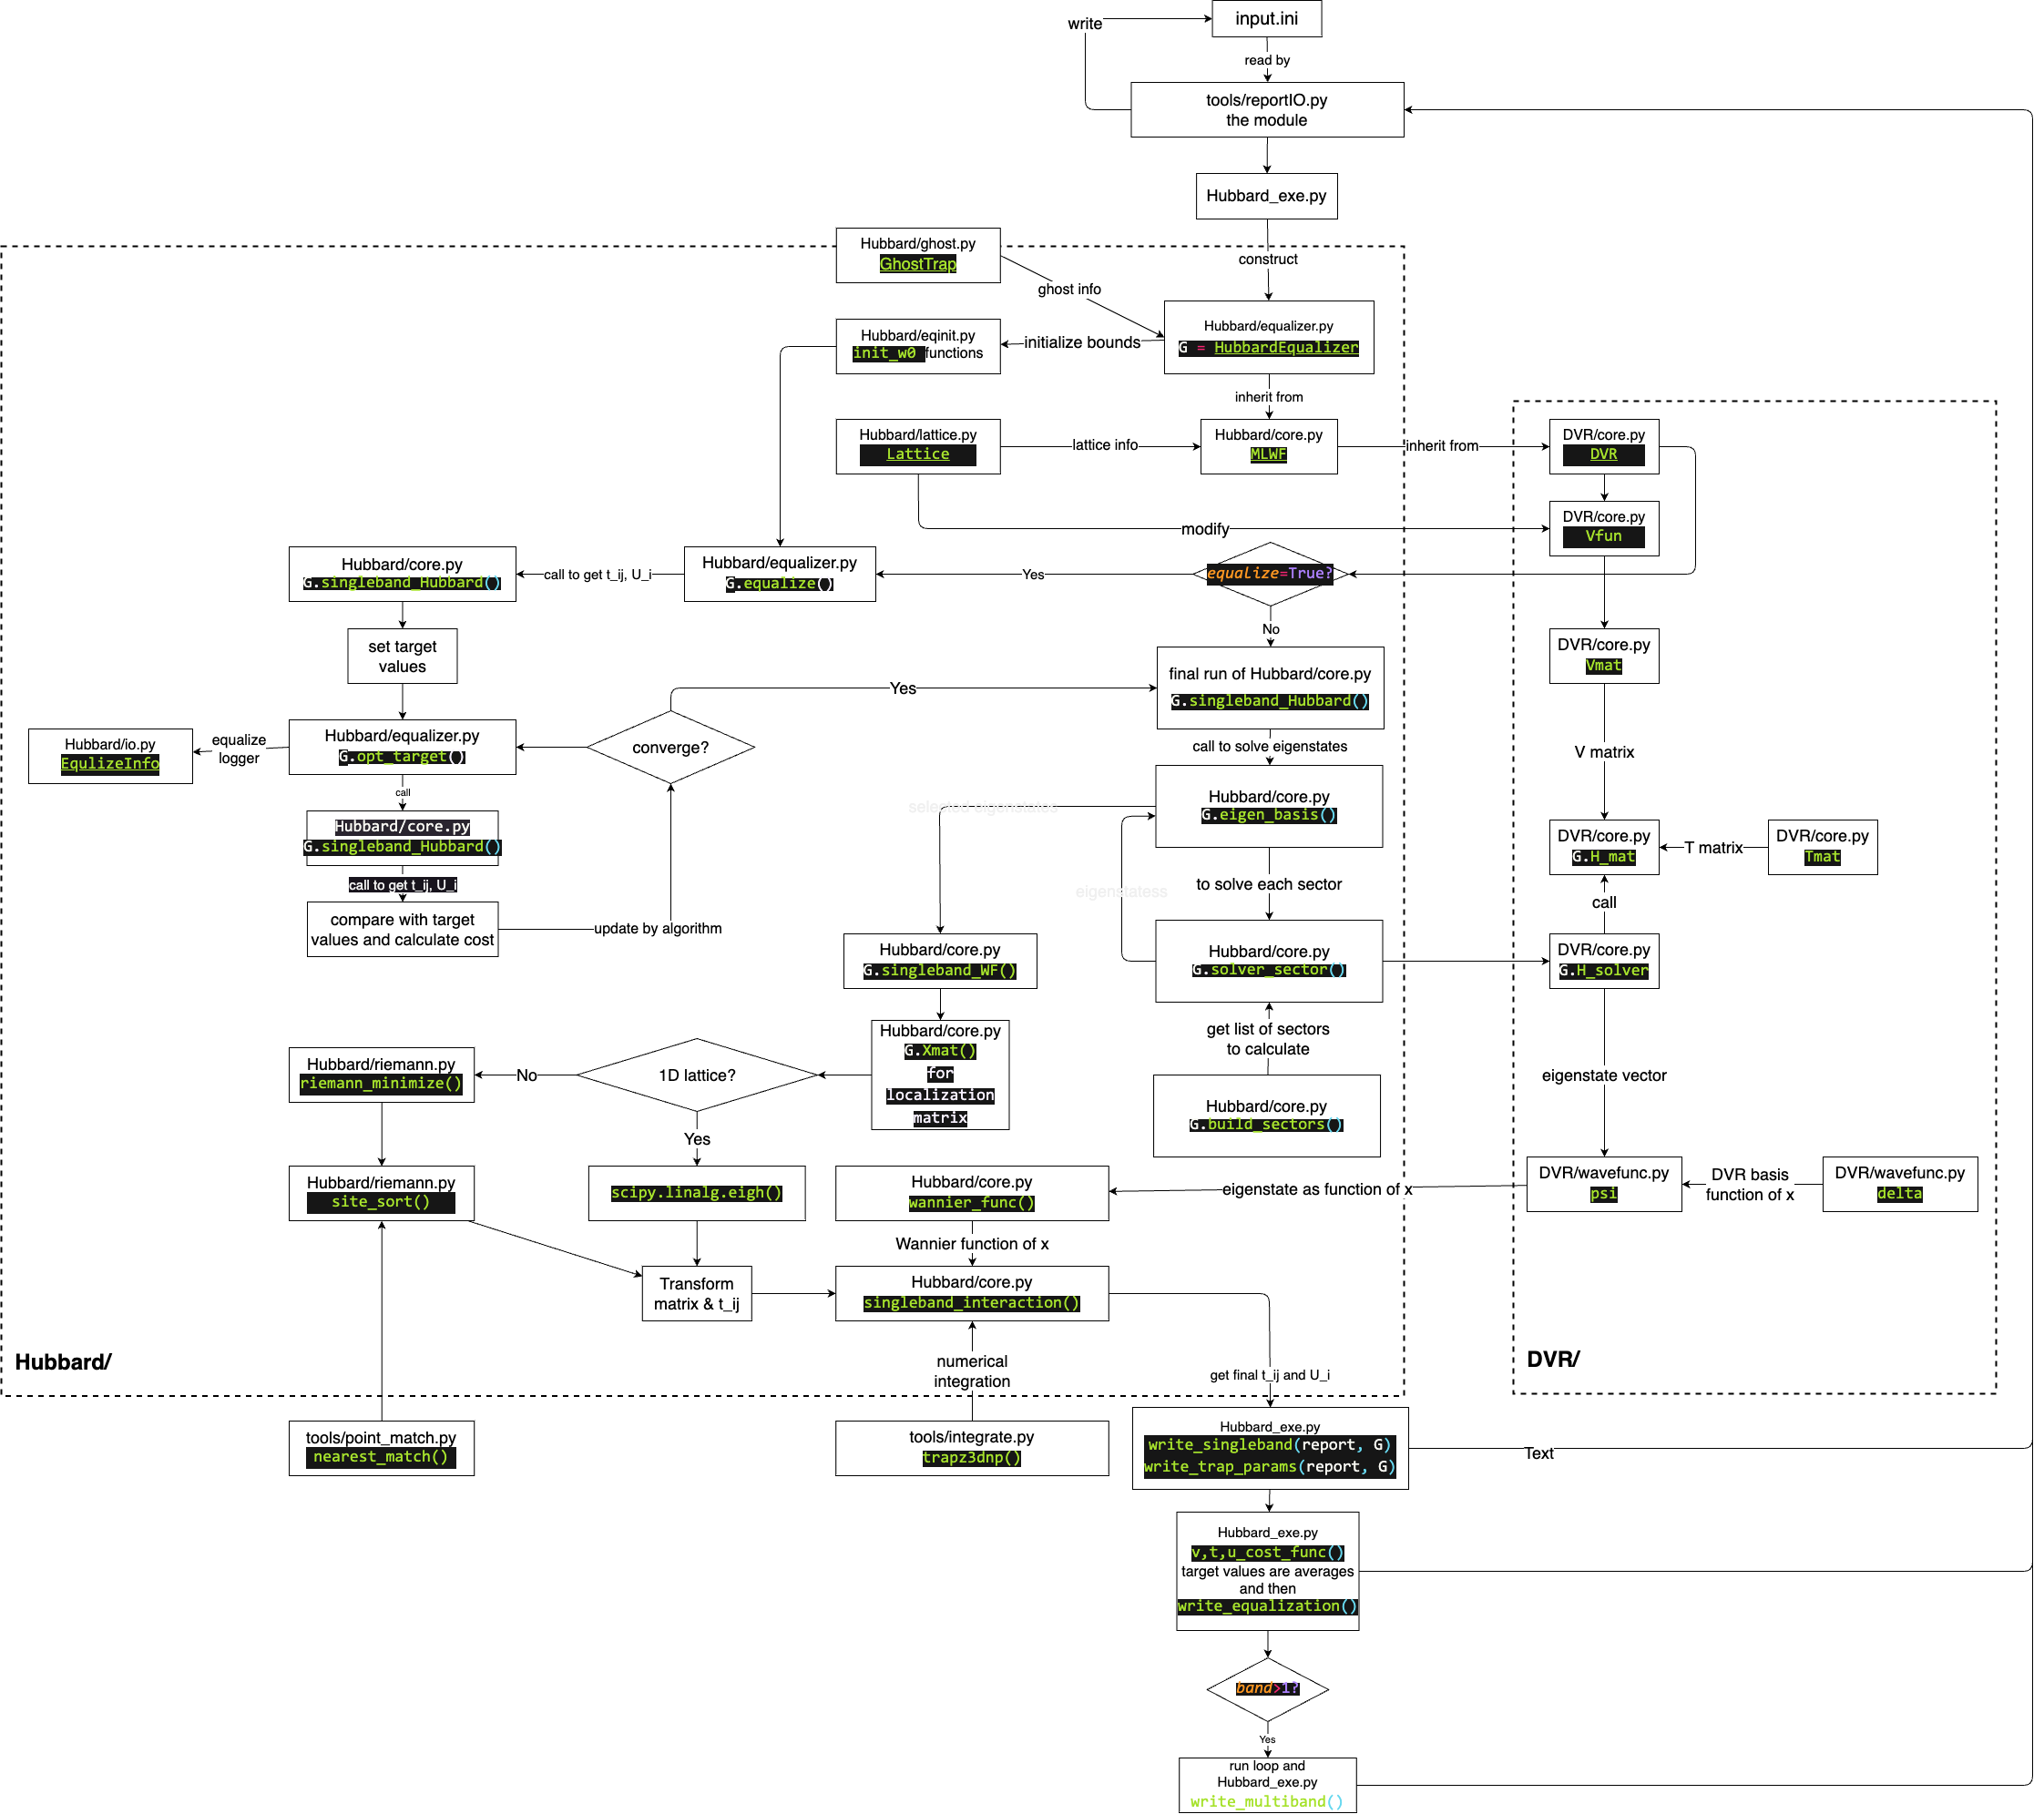 write
input.ini
read by
tools/reportIO.py
the module
Hubbard_exe.py
construct
Hubbard/ghost.py
GhostTrap
ghost info
Hubbard/equalizer.py
G = HubbardEqualizer
Hubbard/eqinit.py
init_w0 functions
initialize bounds
inherit from
Hubbard/lattice.py
Lattice
lattice info
Hubbard/core.py
MLWF
inherit from
DVR/core.py
DVR
modify
DVR/core.py
Vfun
Hubbard/core.py
G.singleband_Hubbard()
call to get t_ij, U_i
Hubbard/equalizer.py
G.equalize()
Yes
equalize=True?
No
set target
values
final run of Hubbard/core.py
G.singleband_Hubbard()
DVR/core.py
Vmat
Yes
Hubbard/io.py
EqulizeInfo
equalize
logger
Hubbard/equalizer.py
G.opt_target()
converge?
call to solve eigenstates
V matrix
call
Hubbard/core.py
G.singleband_Hubbard()
call to get t_ij, U_i
compare with target
values and calculate cost
update by algorithm
selected eigenstates
Hubbard/core.py
G.eigen_basis()
eigenstatess
to solve each sector
DVR/core.py
G.H_mat
T matrix
DVR/core.py
Tmat
call
Hubbard/core.py
G.singleband_WF()
Hubbard/core.py
G.solver_sector()
DVR/core.py
G.H_solver
Hubbard/core.py
G.Xmat()
for
localization
matrix
get list of sectors
to calculate
Hubbard/riemann.py
riemann_minimize()
No
1D lattice?
Yes
Hubbard/core.py
G.build_sectors()
eigenstate vector
Hubbard/riemann.py
site_sort()
scipy.linalg.eigh()
Hubbard/core.py
wannier_func()
eigenstate as function of x
DVR/wavefunc.py
psi
DVR basis
function of x
DVR/wavefunc.py
delta
Wannier function of x
Transform
matrix & t_ij
Hubbard/core.py
singleband_interaction()
Hubbard/
numerical
integration
get final t_ij and U_i
DVR/
tools/point_match.py
nearest_match()
tools/integrate.py
trapz3dnp()
Hubbard_exe.py
write_singleband(report, G)
write_trap_params(report, G)
Text
Hubbard_exe.py
v,t,u_cost_func()
target values are averages
and then
write_equalization()
band>1?
Yes
run loop and
Hubbard_exe.py
write_multiband()